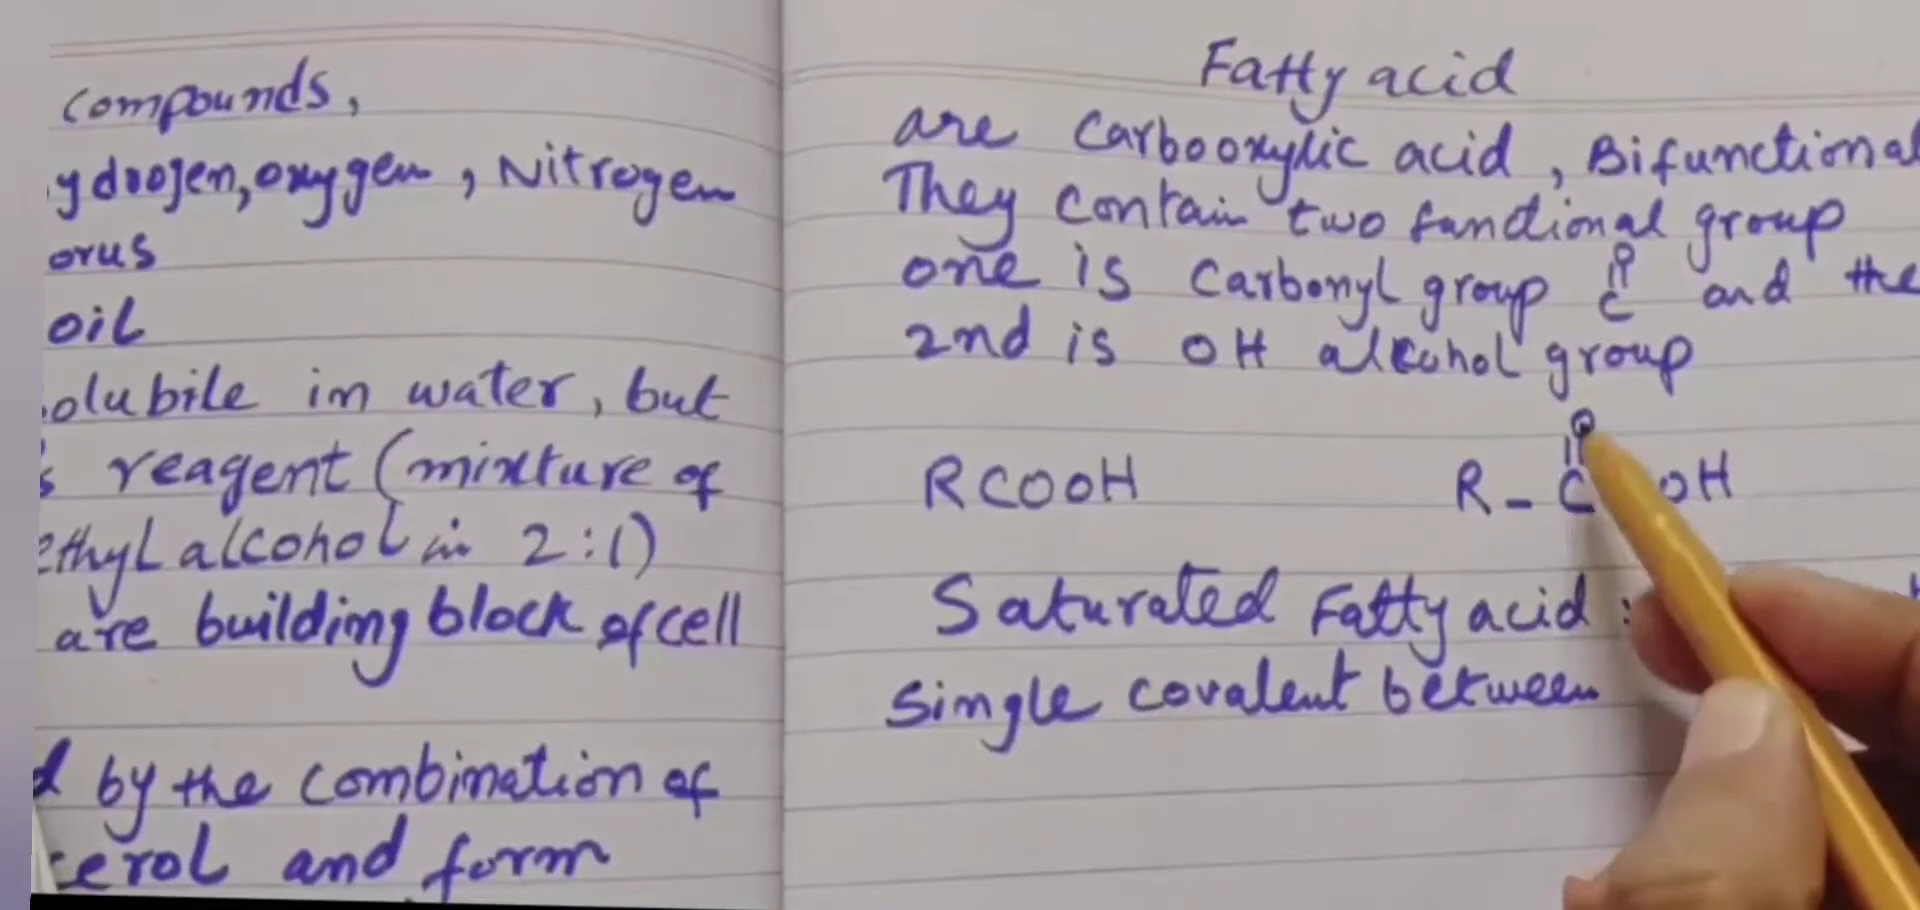 compounds,
ydrogen, oxygen, Nitrogen
orus
oil
olubile in water, but
s reagent (mixture of
ethyl alcohol in 2:1)
are building block of cell
d by the combination of
cerol and form
Fatty acid
are Carbooxylic acid, Bifunctional
They contain two functional group
one is Carbonyl group C=O and the
2nd is OH alcohol group
RCOOH
O
||
R - C OH
Saturated Fatty acid :
Single covalent between